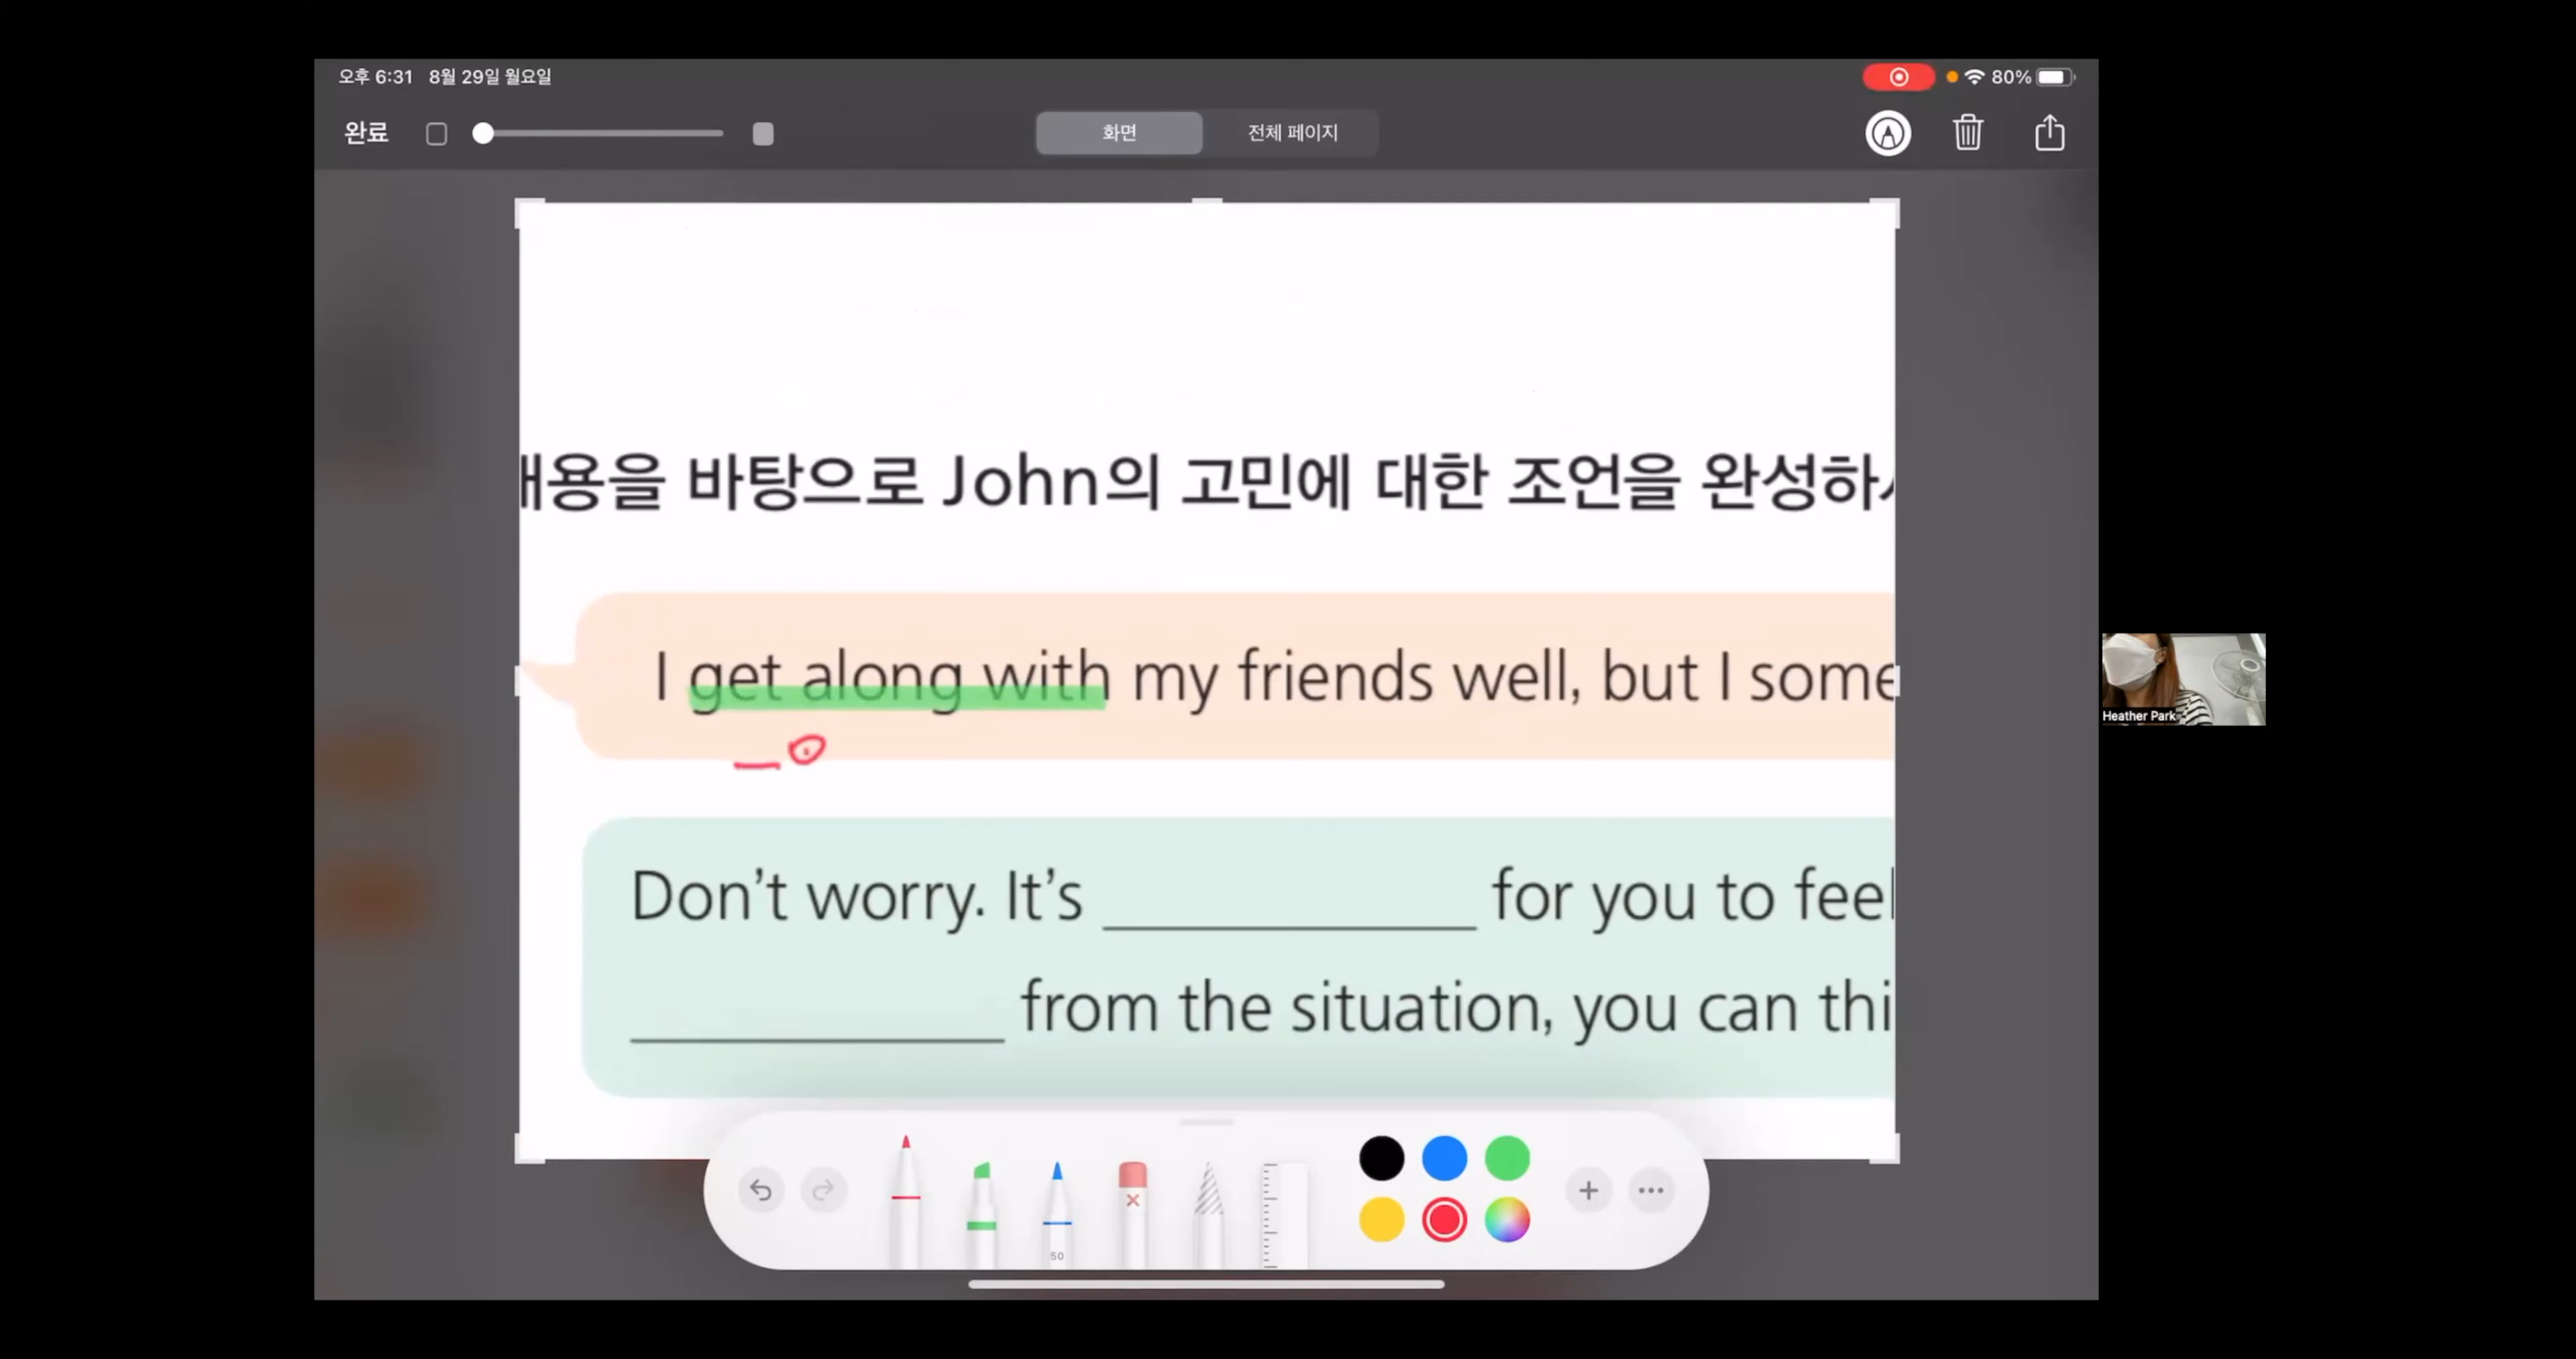 오후 6:31 8월 29일 월요일
80%
완료
화면
전체 페이지
용을 바탕으로 John의 고민에 대한 조언을 완성하
I get along with my friends well, but I some
Don't worry. It's ____________ for you to feel
____________ from the situation, you can thi
Heather Park
50